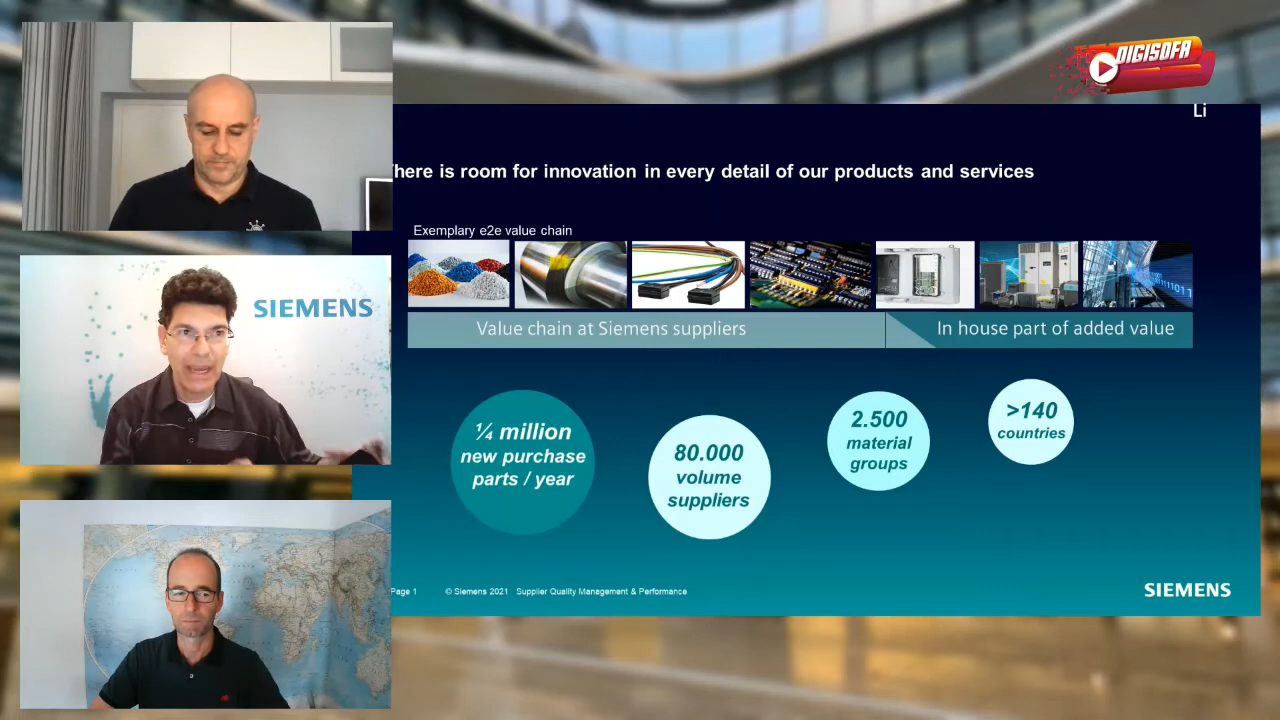 DIGISOFA
Li
here is room for innovation in every detail of our products and services
Exemplary e2e value chain
Value chain at Siemens suppliers
In house part of added value
¼ million
new purchase
parts / year
80.000
volume
suppliers
2.500
material
groups
>140
countries
SIEMENS
Page 1
© Siemens 2021
Supplier Quality Management & Performance
SIEMENS